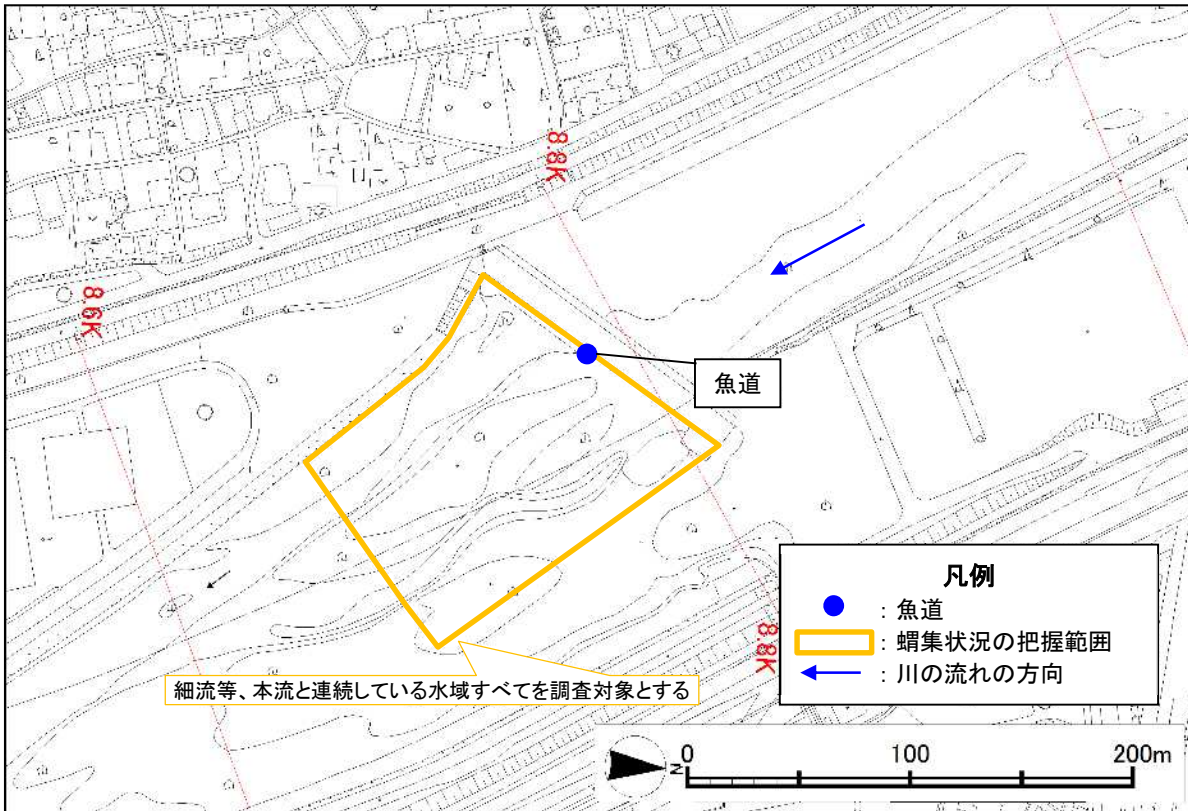 8.8K
8.6K
魚道
凡例
: 魚道
: 蝟集状況の把握範囲
8.8K
: 川の流れの方向
細流等、本流と連続している水域すべてを調査対象とする
N
0 100 200m